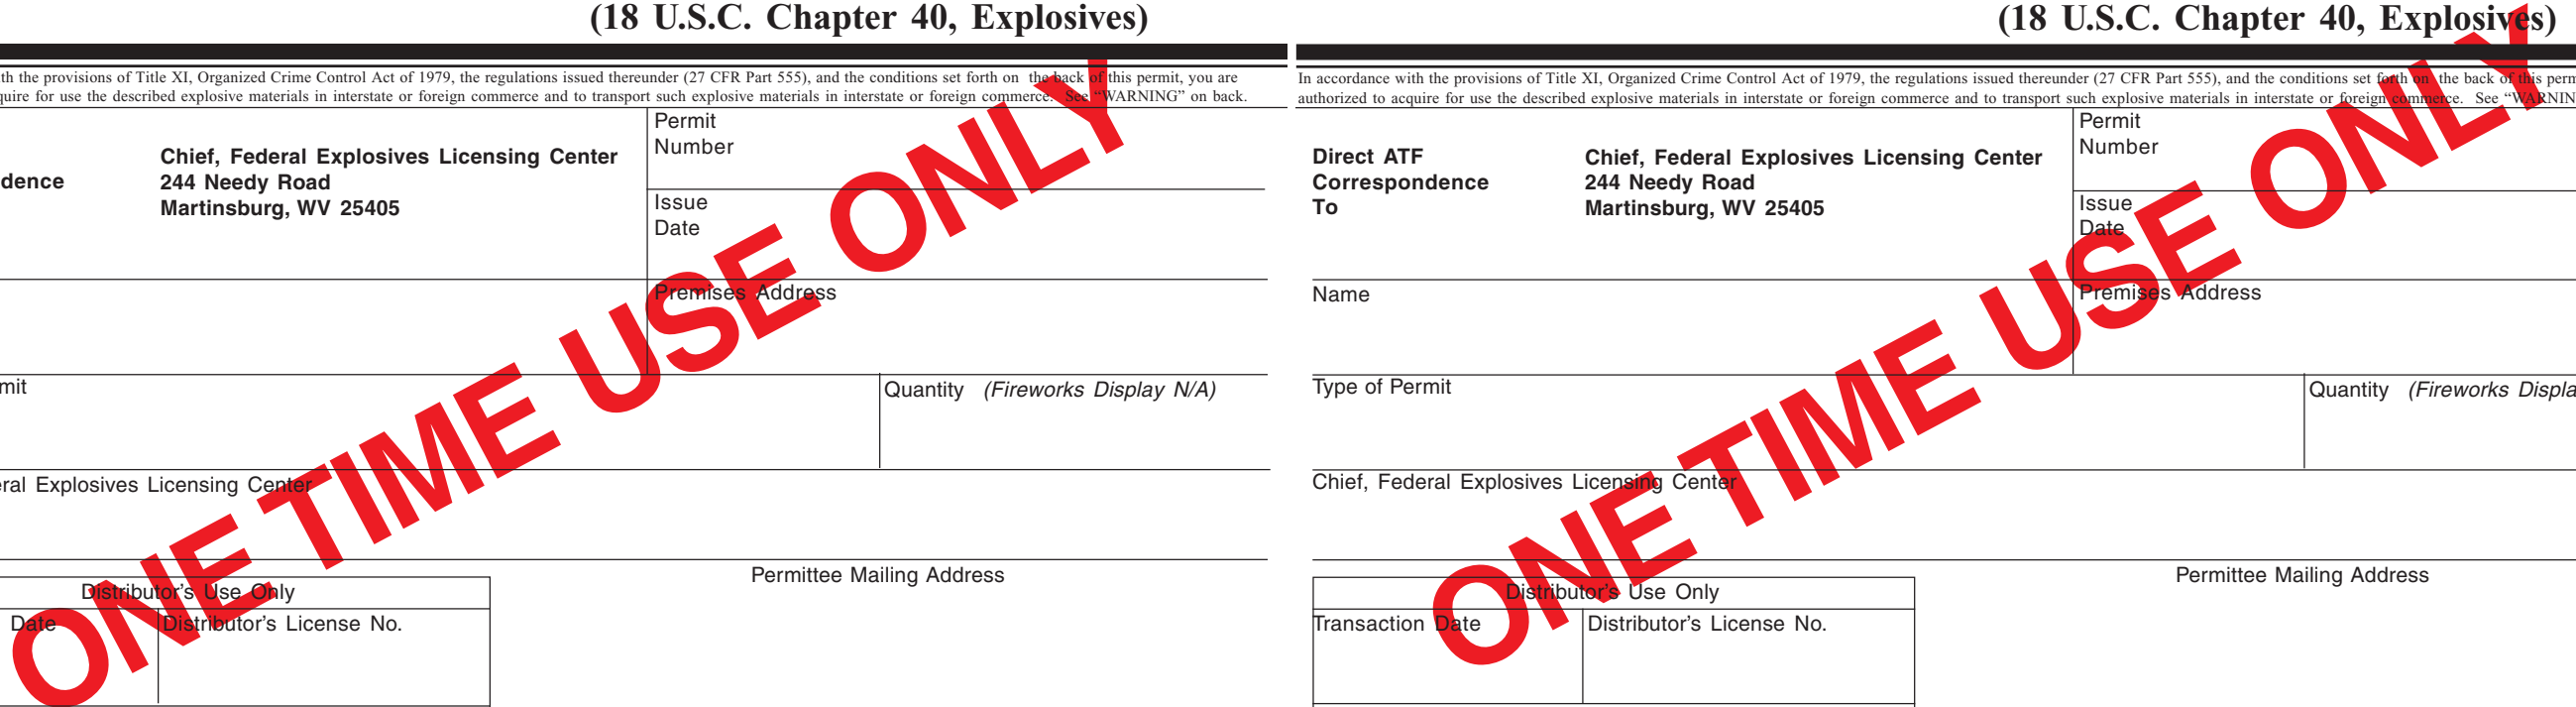 (18 U.S.C. Chapter 40, Explosives)
th the provisions of Title XI, Organized Crime Control Act of 1979, the regulations issued thereunder (27 CFR Part 555), and the conditions set forth on the back of this permit, you are
quire for use the described explosive materials in interstate or foreign commerce and to transport such explosive materials in interstate or foreign commerce. See “WARNING” on back.
dence
Chief, Federal Explosives Licensing Center
244 Needy Road
Martinsburg, WV 25405
Permit
Number
Issue
Date
Premises Address
mit
Quantity (Fireworks Display N/A)
eral Explosives Licensing Center
Distributor’s Use Only
Permittee Mailing Address
Date
Distributor’s License No.
ONE TIME USE ONLY
(18 U.S.C. Chapter 40, Explosives)
In accordance with the provisions of Title XI, Organized Crime Control Act of 1979, the regulations issued thereunder (27 CFR Part 555), and the conditions set forth on the back of this perm
authorized to acquire for use the described explosive materials in interstate or foreign commerce and to transport such explosive materials in interstate or foreign commerce. See “WARNIN
Direct ATF
Correspondence
To
Chief, Federal Explosives Licensing Center
244 Needy Road
Martinsburg, WV 25405
Permit
Number
Issue
Date
Name
Premises Address
Type of Permit
Quantity (Fireworks Displa
Chief, Federal Explosives Licensing Center
Distributor’s Use Only
Permittee Mailing Address
Transaction Date
Distributor’s License No.
ONE TIME USE ONLY